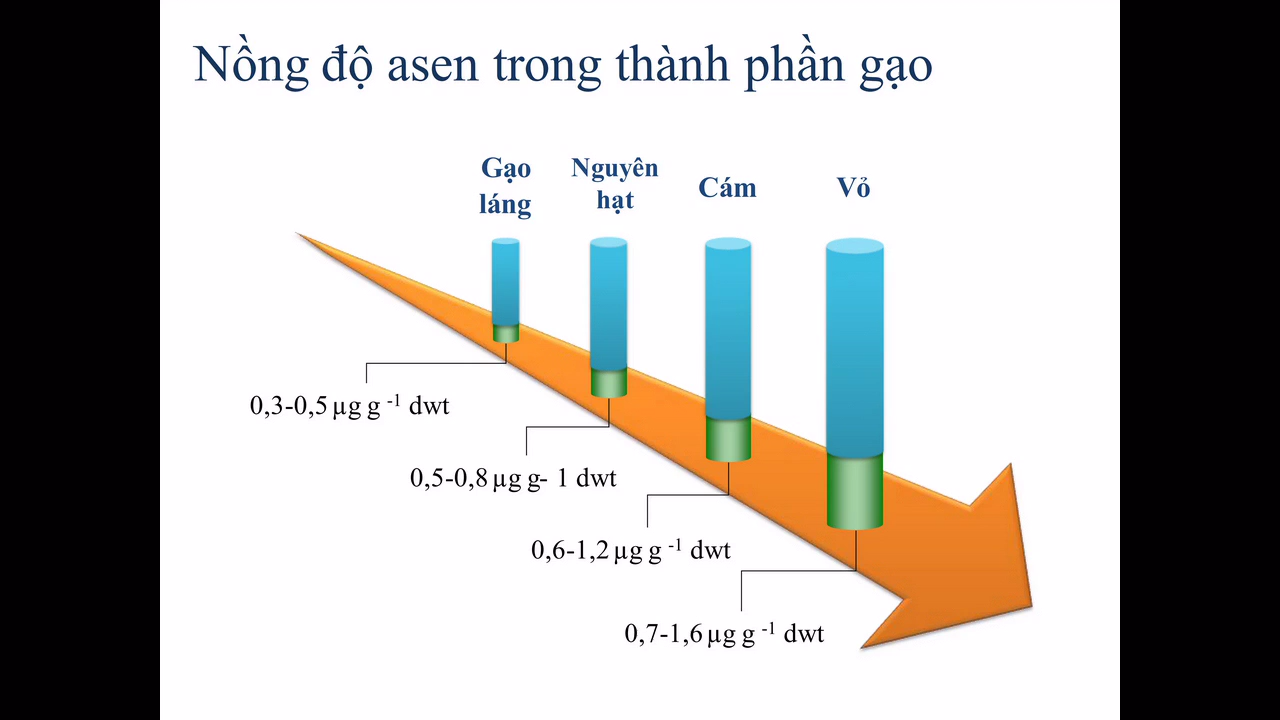 Nồng độ asen trong thành phần gạo
Gạo
láng
Nguyên
hạt
Cám
Vỏ
0,3-0,5 µg g -1 dwt
0,5-0,8 µg g- 1 dwt
0,6-1,2 µg g -1 dwt
0,7-1,6 µg g -1 dwt